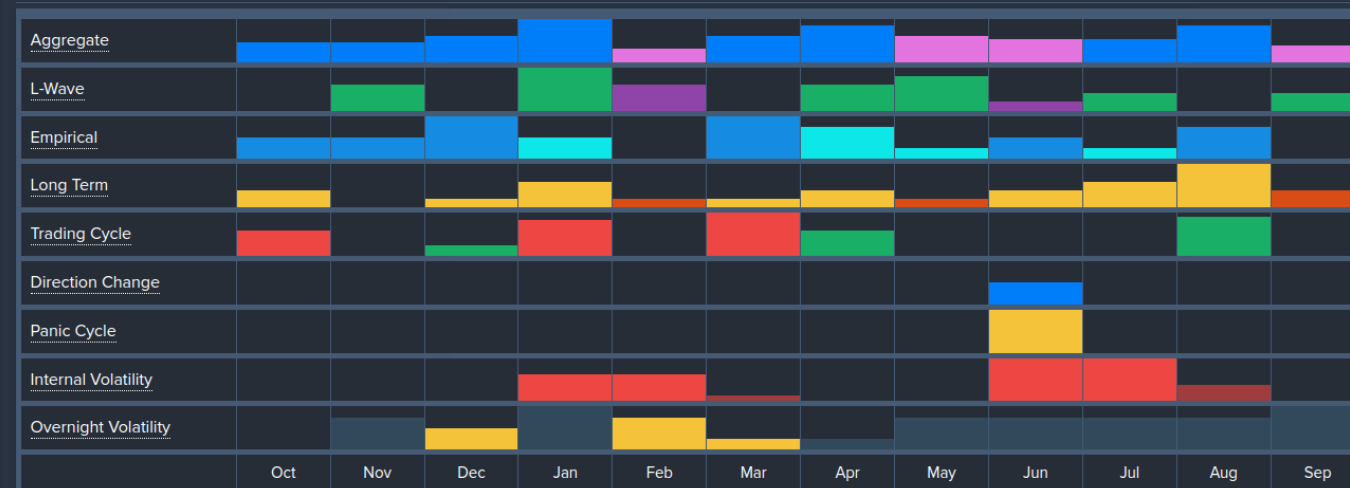 Aggregate
L-Wave
Empirical
Long Term
Trading Cycle
Direction Change
Panic Cycle
Internal Volatility
Overnight Volatility
Oct Nov Dec Jan Feb Mar Apr May Jun Jul Aug Sep